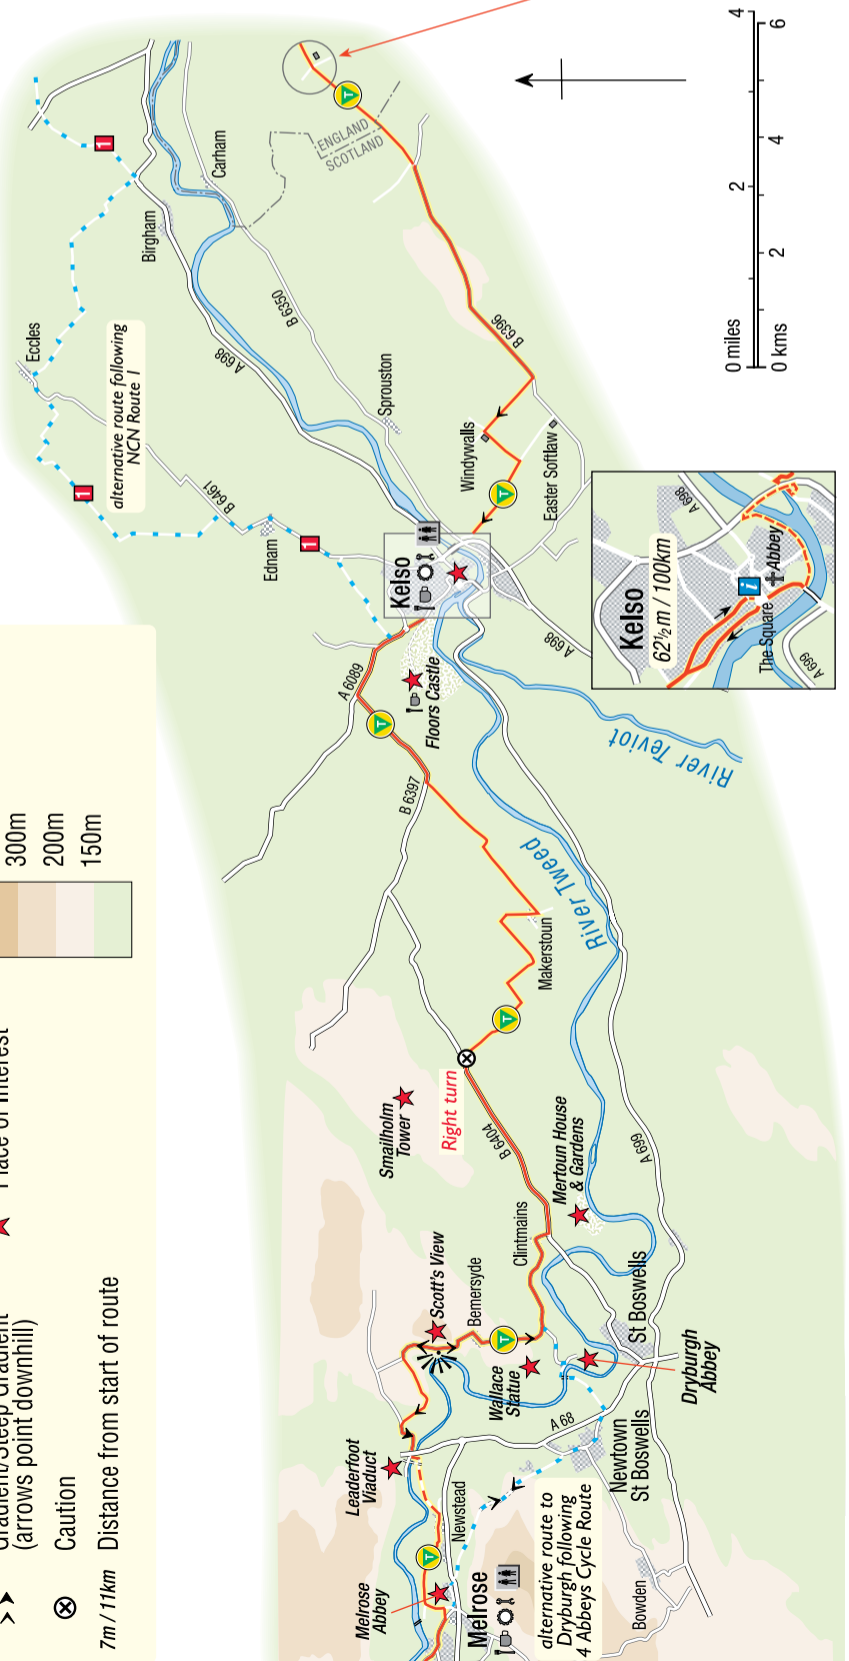 300m
200m
150m
Place of Interest
Gradient/Steep Gradient
(arrows point downhill)
Caution
7m / 11km Distance from start of route
Melrose
Abbey
Melrose
Newstead
Leaderfoot
Viaduct
alternative route to
Dryburgh following
4 Abbeys Cycle Route
Bowden
Newtown
St Boswells
A 68
Wallace
Statue
Dryburgh
Abbey
St Boswells
Scott's View
Bemersyde
Clintmains
Mertoun House
& Gardens
A 699
B 6404
Smailholm
Tower
Right turn
T
T
T
Makerstoun
River Tweed
B 6397
T
A 6089
Floors Castle
River Teviot
Kelso
A 698
Ednam
B 6461
1
1
1
alternative route following
NCN Route 1
Eccles
Birgham
Carham
A 698
B 6350
Sprouston
Windywalls
T
Easter Softlaw
B 6396
T
ENGLAND
SCOTLAND
Kelso
62½ m / 100km
i
The Square
Abbey
A 698
A 699
0 miles 2 4
0 kms 2 4 6